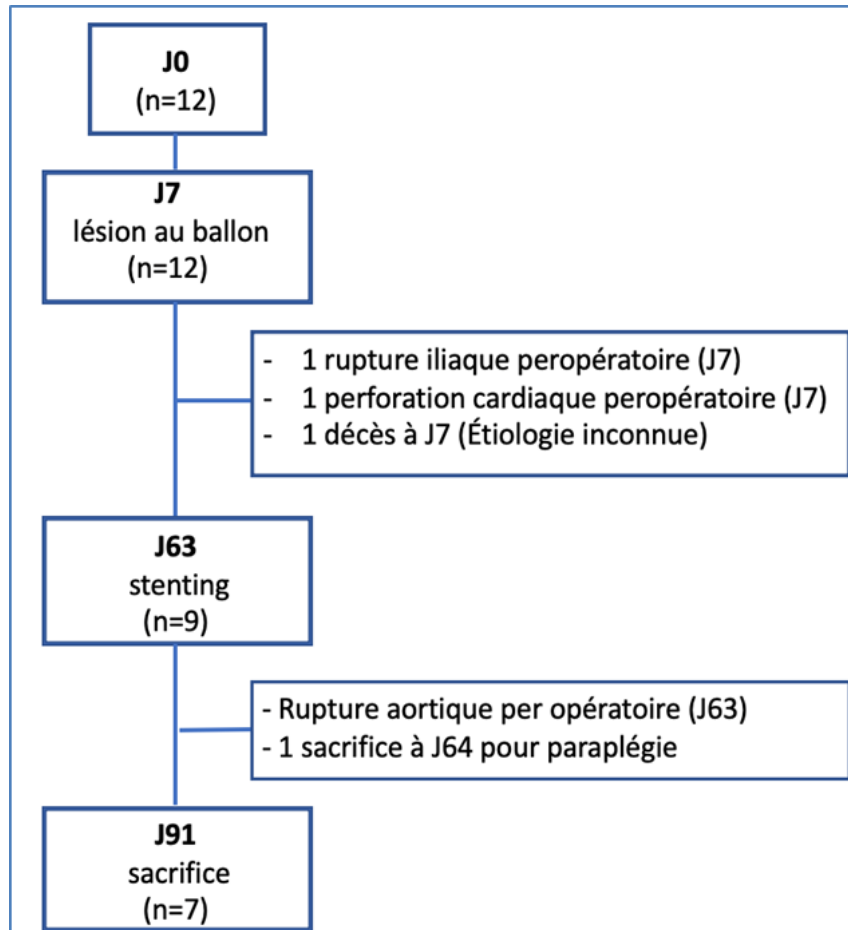 J0
(n=12)
J7
lésion au ballon
(n=12)
- 1 rupture iliaque peropératoire (J7)
- 1 perforation cardiaque peropératoire (J7)
- 1 décès à J7 (Étiologie inconnue)
J63
stenting
(n=9)
- Rupture aortique per opératoire (J63)
- 1 sacrifice à J64 pour paraplégie
J91
sacrifice
(n=7)